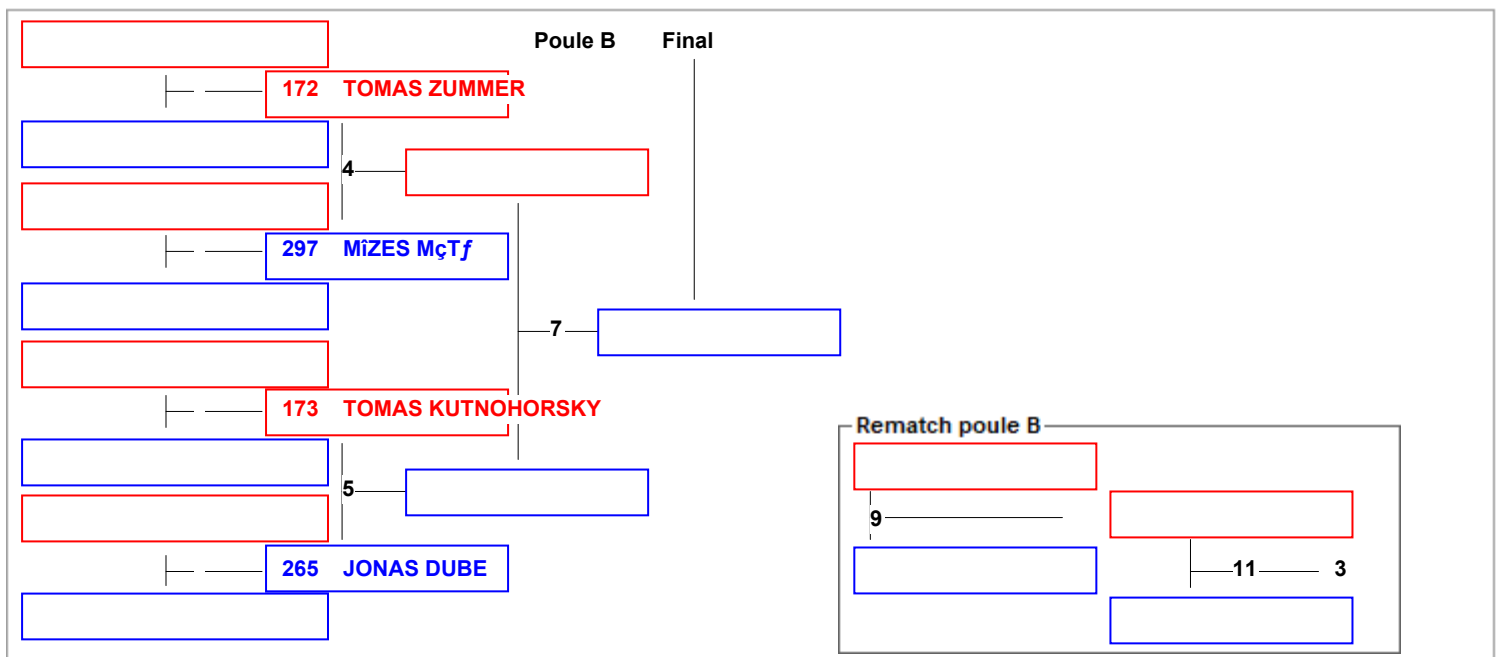 Poule B Final
172 TOMAS ZUMMER
4
297 MîZES MçTƒ
7
173 TOMAS KUTNOHORSKY
5
265 JONAS DUBE
Rematch poule B
9
11 3